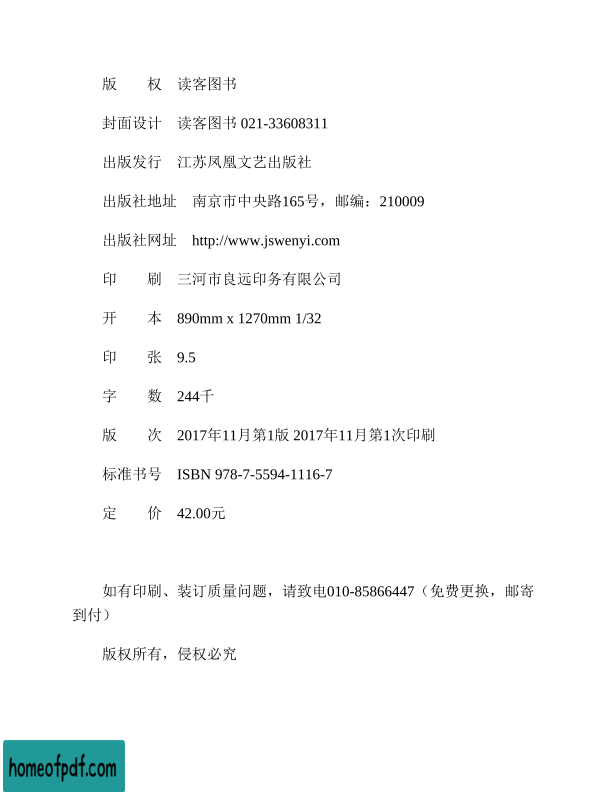 版　　权　读客图书
封面设计　读客图书 021-33608311
出版发行　江苏凤凰文艺出版社
出版社地址　南京市中央路165号，邮编：210009
出版社网址　http://www.jswenyi.com
印　　刷　三河市良远印务有限公司
开　　本　890mm x 1270mm 1/32
印　　张　9.5
字　　数　244千
版　　次　2017年11月第1版 2017年11月第1次印刷
标准书号　ISBN 978-7-5594-1116-7
定　　价　42.00元
如有印刷、装订质量问题，请致电010-85866447（免费更换，邮寄
到付）
版权所有，侵权必究
homeofpdf.com